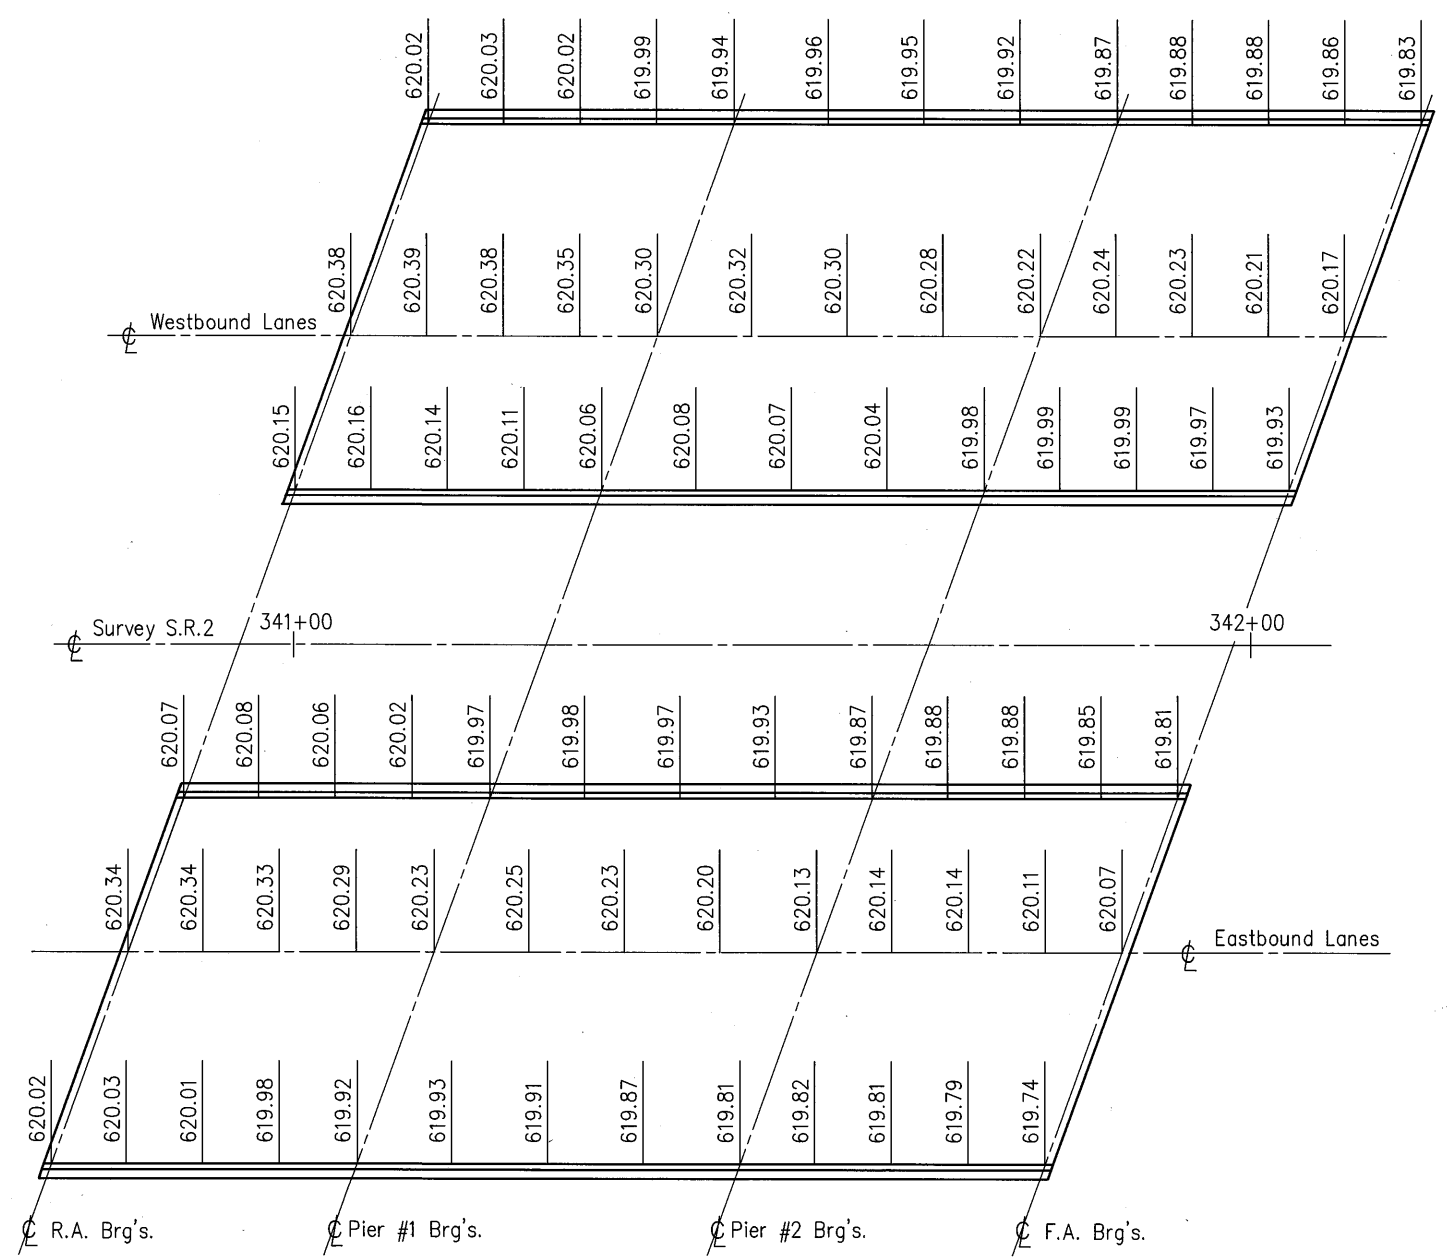 620.02 620.03 620.02 619.99 619.94 619.96 619.95 619.92 619.87 619.88 619.88 619.86 619.83
620.38 620.39 620.38 620.35 620.30 620.32 620.30 620.28 620.22 620.24 620.23 620.21 620.17
℄ Westbound Lanes
620.15 620.16 620.14 620.11 620.06 620.08 620.07 620.04 619.98 619.99 619.99 619.97 619.93
℄ Survey S.R.2 341+00 342+00
620.07 620.08 620.06 620.02 619.97 619.98 619.97 619.93 619.87 619.88 619.88 619.85 619.81
620.34 620.34 620.33 620.29 620.23 620.25 620.23 620.20 620.13 620.14 620.14 620.11 620.07
℄ Eastbound Lanes
620.02 620.03 620.01 619.98 619.92 619.93 619.91 619.87 619.81 619.82 619.81 619.79 619.74
℄ R.A. Brg's. ℄ Pier #1 Brg's. ℄ Pier #2 Brg's. ℄ F.A. Brg's.